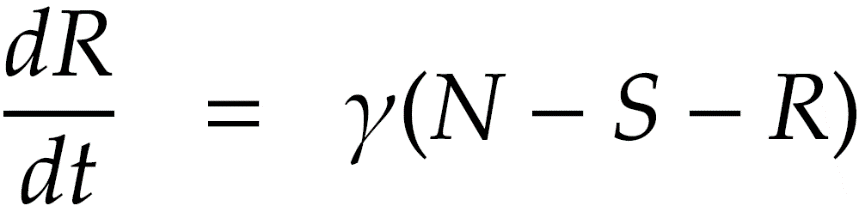 dR/dt = γ(N − S − R)